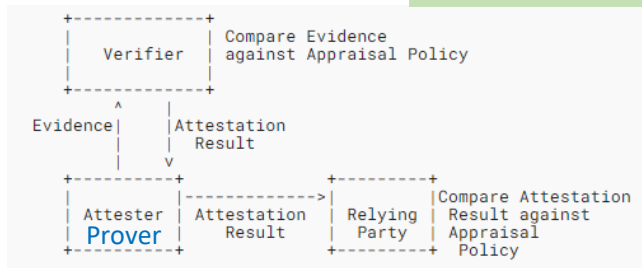 Compare Evidence
Verifier against Appraisal Policy
Evidence Attestation
Result
Compare Attestation
Attester Attestation Relying Result against
Prover Result Party Appraisal
Policy